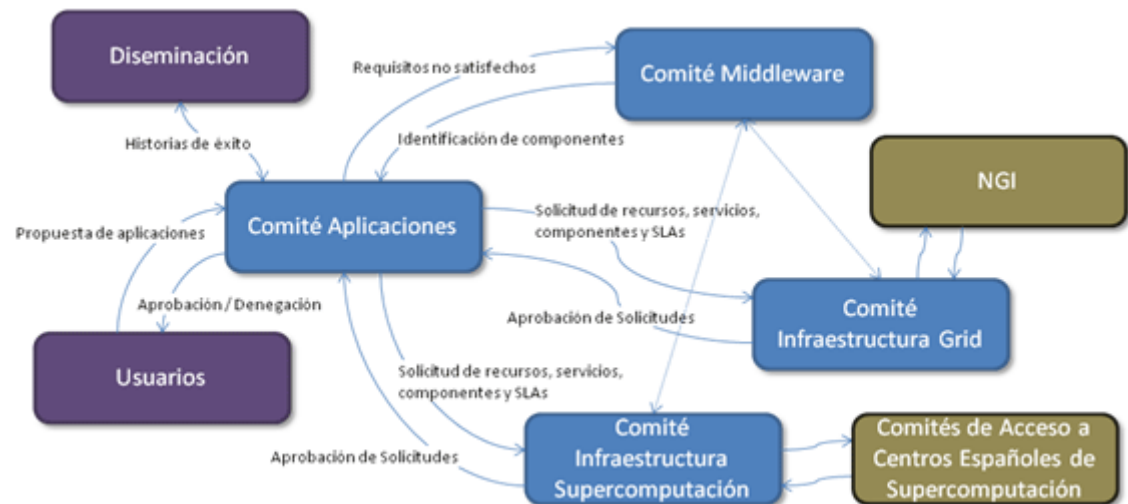 Diseminación
Requisitos no satisfechos
Comité Middleware
Historias de éxito
Identificación de componentes
NGI
Comité Aplicaciones
Propuesta de aplicaciones
Solicitud de recursos, servicios,
componentes y SLAs
Aprobación / Denegación
Aprobación de Solicitudes
Comité
Infraestructura Grid
Usuarios
Solicitud de recursos, servicios,
componentes y SLAs
Aprobación de Solicitudes
Comité
Infraestructura
Supercomputación
Comités de Acceso a
Centros Españoles de
Supercomputación